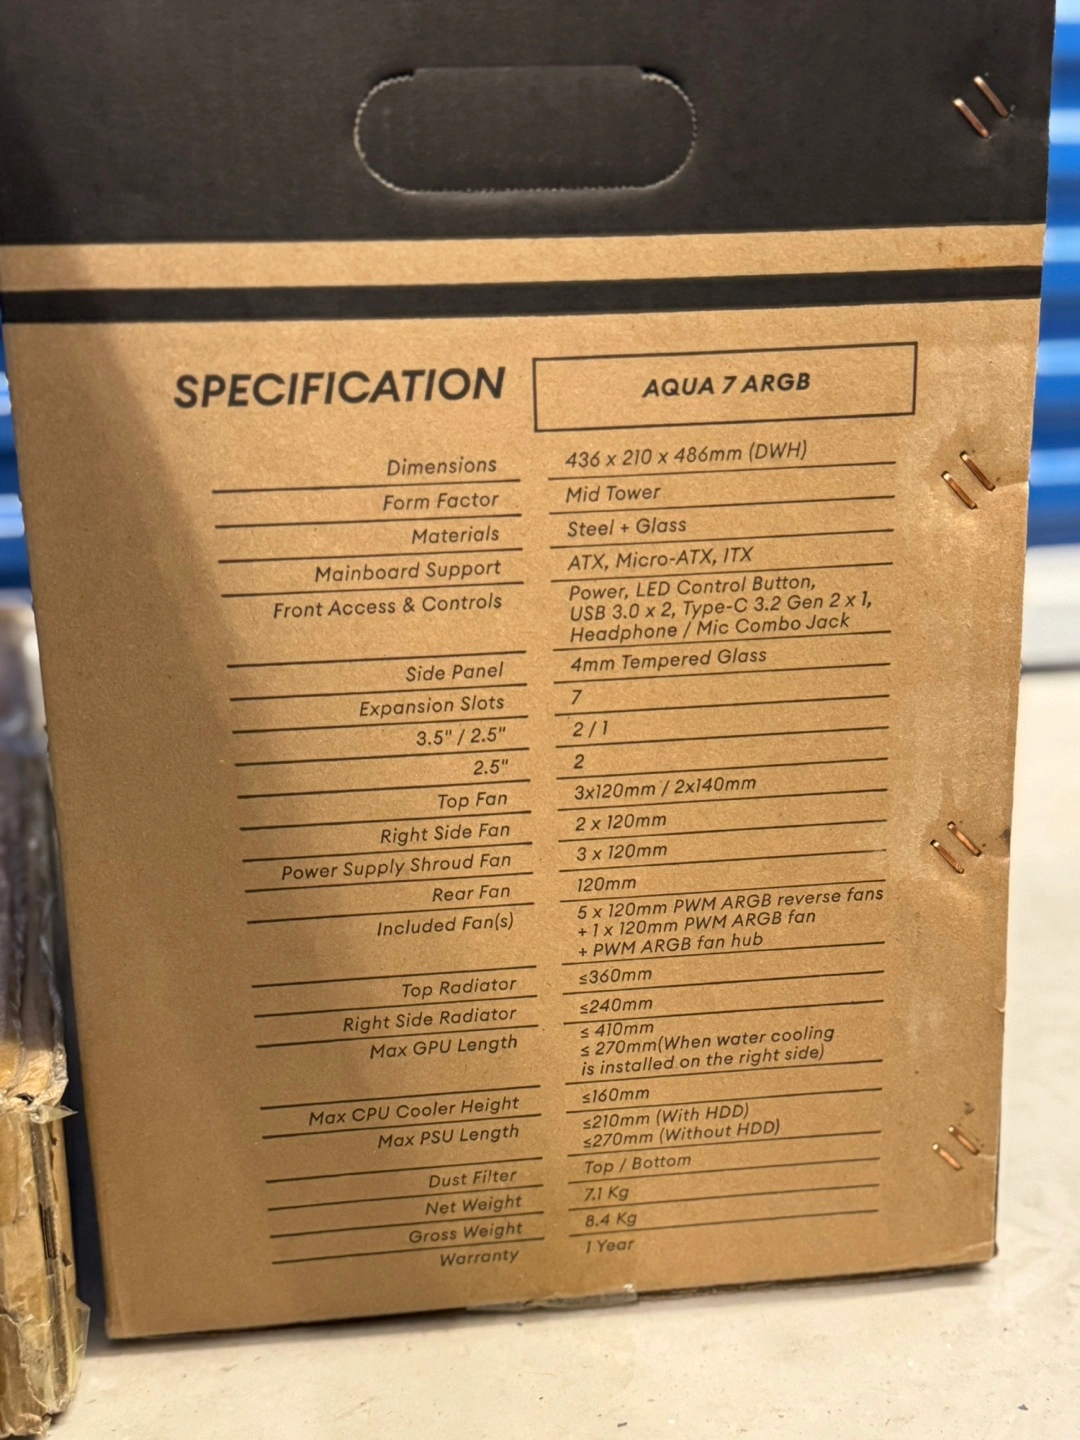 SPECIFICATION
AQUA 7 ARGB
Dimensions 436 x 210 x 486mm (DWH)
Form Factor Mid Tower
Materials Steel + Glass
Mainboard Support ATX, Micro-ATX, ITX
Front Access & Controls Power, LED Control Button,
USB 3.0 x 2, Type-C 3.2 Gen 2 x 1,
Headphone / Mic Combo Jack
Side Panel 4mm Tempered Glass
Expansion Slots 7
3.5" / 2.5" 2 / 1
2.5" 2
Top Fan 3x120mm / 2x140mm
Right Side Fan 2 x 120mm
Power Supply Shroud Fan 3 x 120mm
Rear Fan 120mm
Included Fan(s) 5 x 120mm PWM ARGB reverse fans
+ 1 x 120mm PWM ARGB fan
+ PWM ARGB fan hub
Top Radiator ≤360mm
Right Side Radiator ≤240mm
Max GPU Length ≤ 410mm
≤ 270mm(When water cooling
is installed on the right side)
Max CPU Cooler Height ≤160mm
Max PSU Length ≤210mm (With HDD)
≤270mm (Without HDD)
Dust Filter Top / Bottom
Net Weight 7.1 Kg
Gross Weight 8.4 Kg
Warranty 1 Year